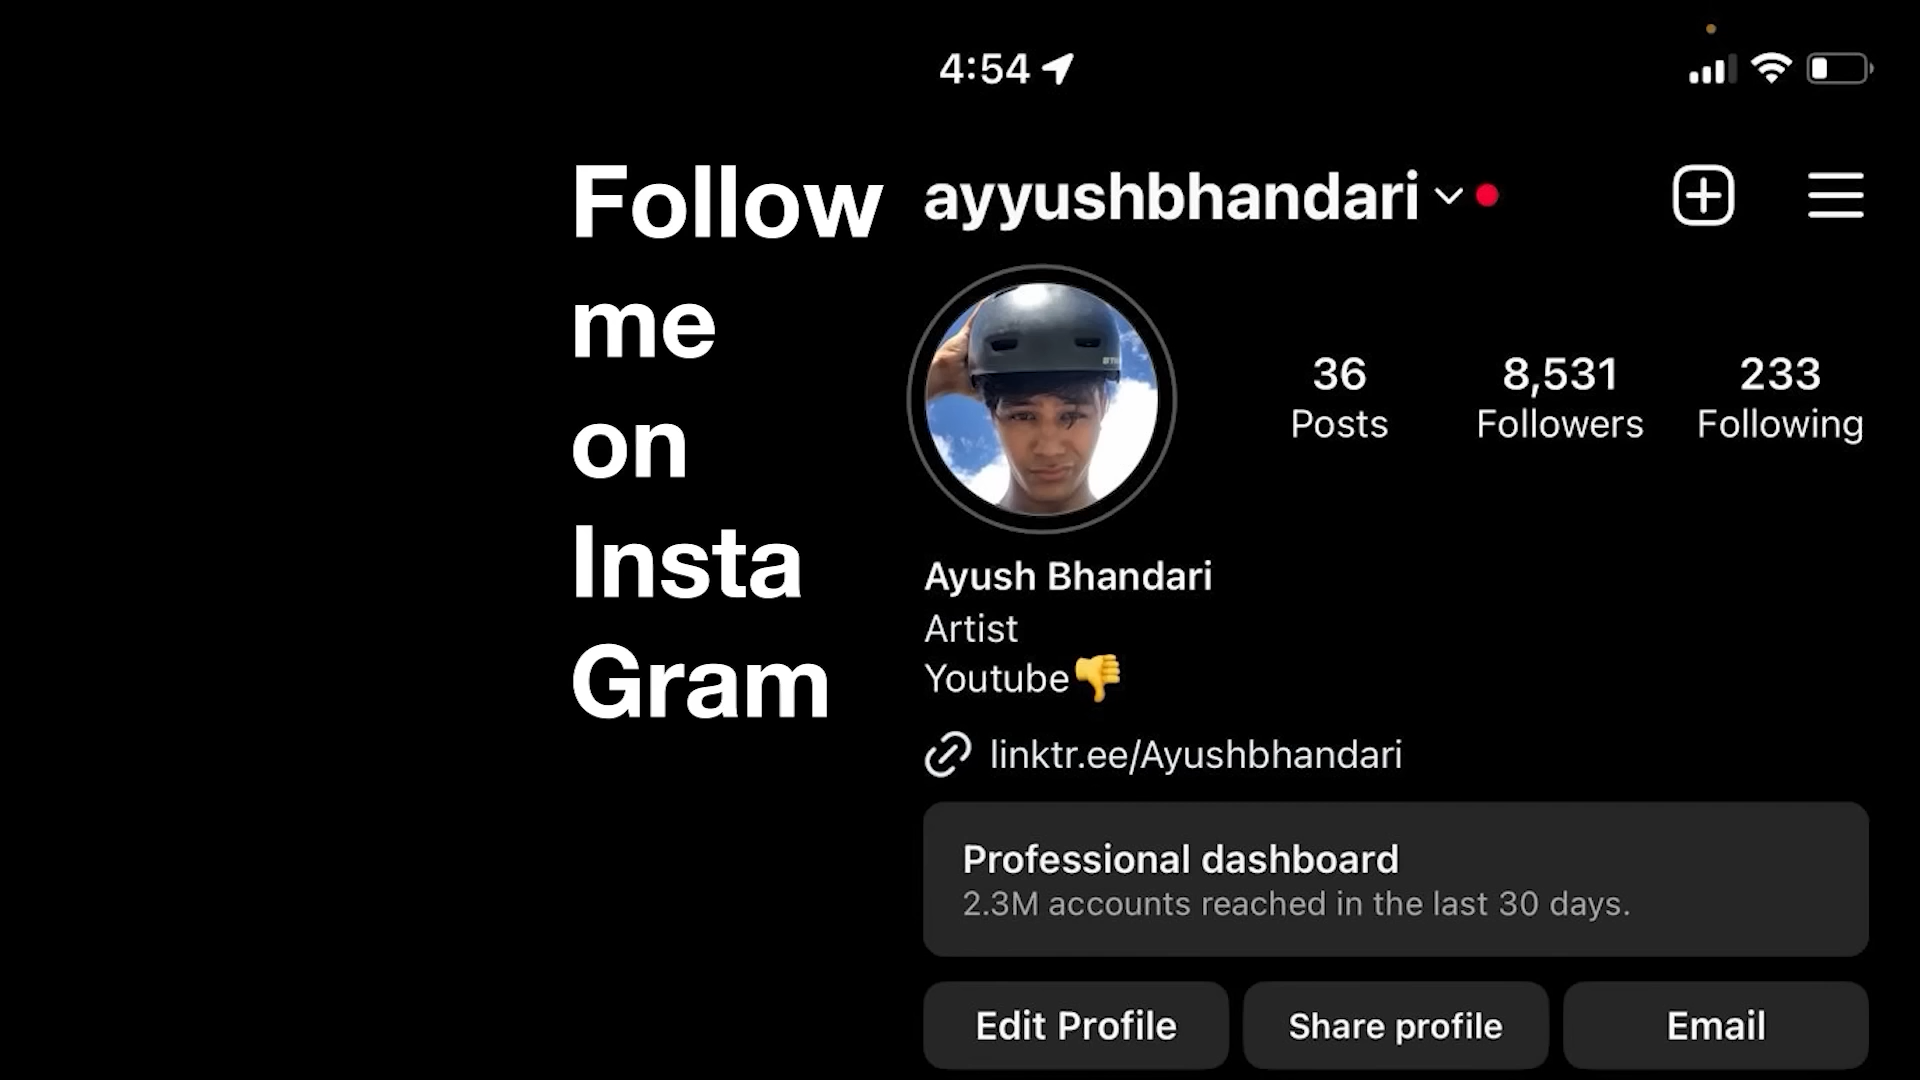 4:54
Follow
me
on
Insta
Gram
ayyushbhandari
36
Posts
8,531
Followers
233
Following
Ayush Bhandari
Artist
Youtube👎
linktr.ee/Ayushbhandari
Professional dashboard
2.3M accounts reached in the last 30 days.
Edit Profile
Share profile
Email